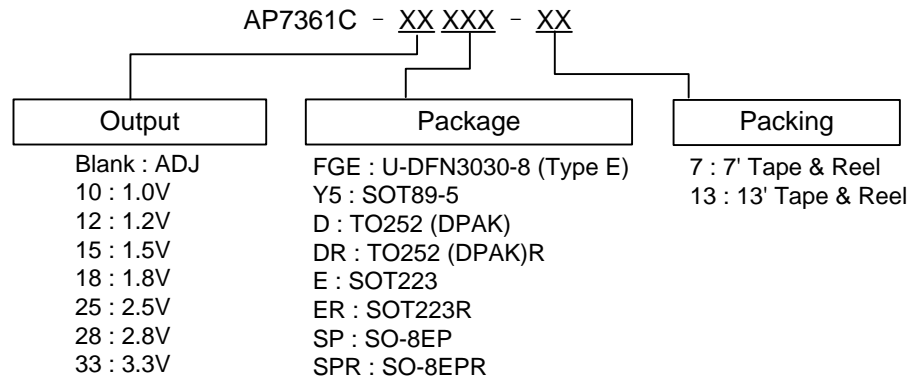 AP7361C - XX XXX - XX
Output
Blank : ADJ
10 : 1.0V
12 : 1.2V
15 : 1.5V
18 : 1.8V
25 : 2.5V
28 : 2.8V
33 : 3.3V
Package
FGE : U-DFN3030-8 (Type E)
Y5 : SOT89-5
D : TO252 (DPAK)
DR : TO252 (DPAK)R
E : SOT223
ER : SOT223R
SP : SO-8EP
SPR : SO-8EPR
Packing
7 : 7' Tape & Reel
13 : 13' Tape & Reel